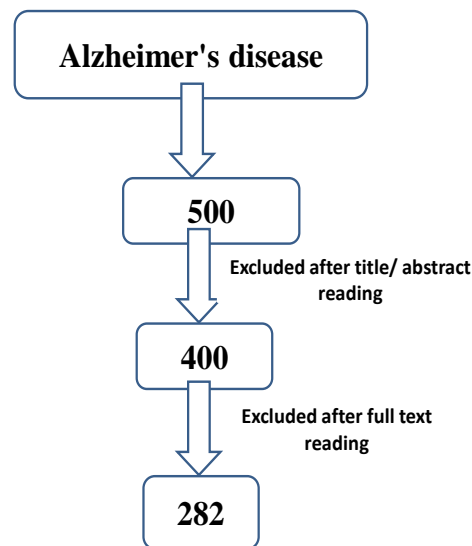 Alzheimer's disease
500
Excluded after title/ abstract
reading
400
Excluded after full text
reading
282